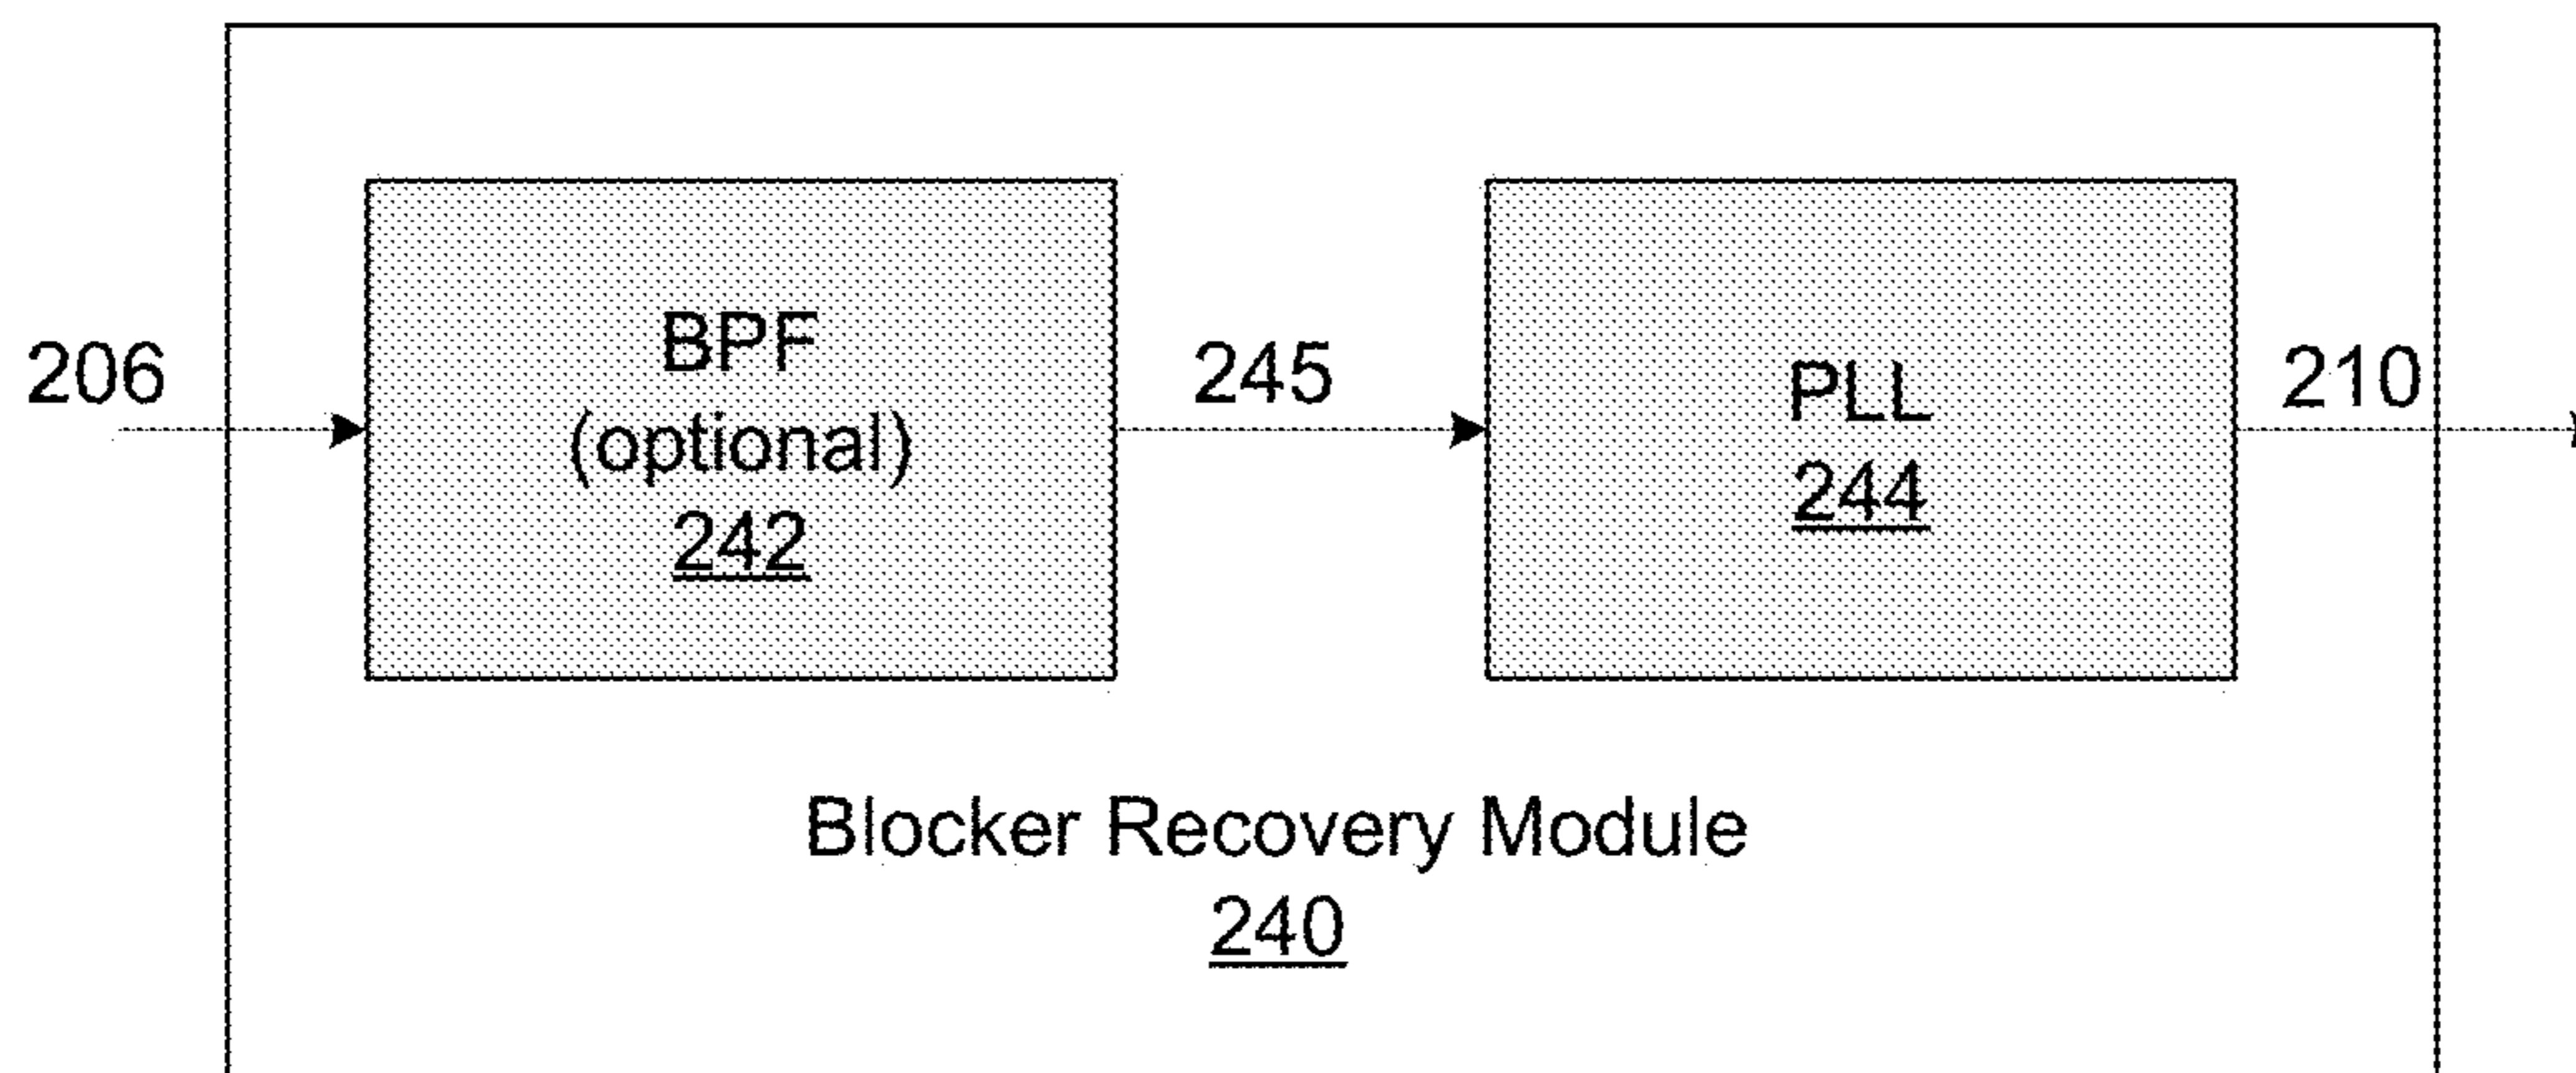 206
BPF
(optional)
242
245
PLL
244
210
Blocker Recovery Module
240